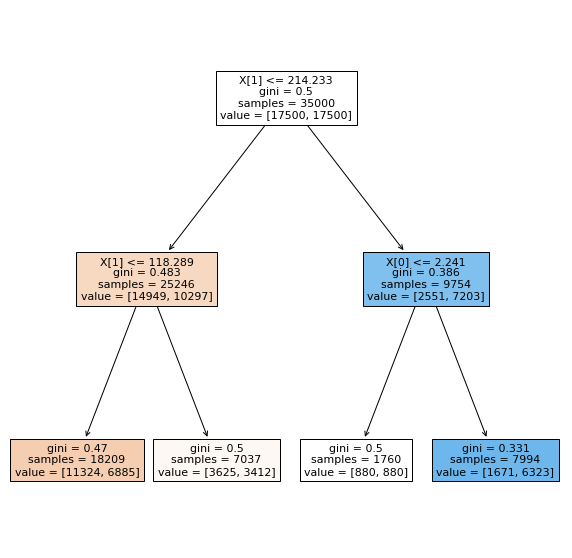 X[1] <= 214.233
gini = 0.5
samples = 35000
value = [17500, 17500]
X[1] <= 118.289
gini = 0.483
samples = 25246
value = [14949, 10297]
X[0] <= 2.241
gini = 0.386
samples = 9754
value = [2551, 7203]
gini = 0.47
samples = 18209
value = [11324, 6885]
gini = 0.5
samples = 7037
value = [3625, 3412]
gini = 0.5
samples = 1760
value = [880, 880]
gini = 0.331
samples = 7994
value = [1671, 6323]